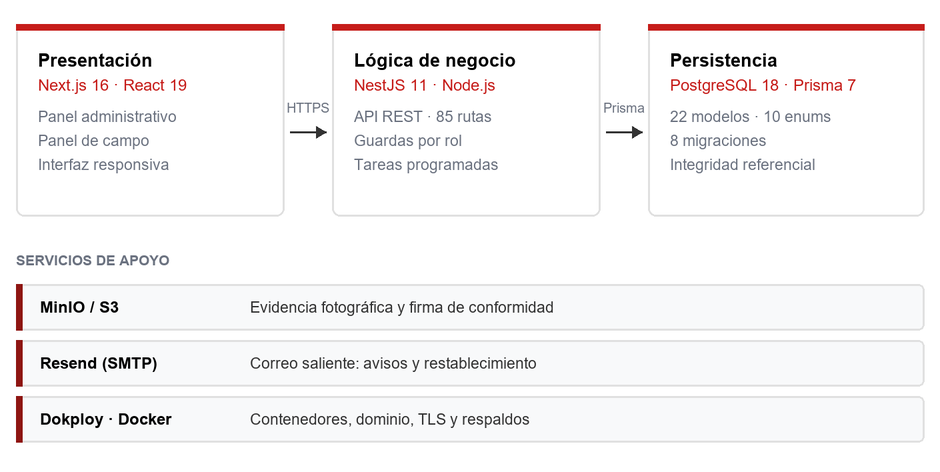 Presentación
Next.js 16 · React 19
Panel administrativo
Panel de campo
Interfaz responsiva
HTTPS
Lógica de negocio
NestJS 11 · Node.js
API REST · 85 rutas
Guardas por rol
Tareas programadas
Prisma
Persistencia
PostgreSQL 18 · Prisma 7
22 modelos · 10 enums
8 migraciones
Integridad referencial
SERVICIOS DE APOYO
MinIO / S3 Evidencia fotográfica y firma de conformidad
Resend (SMTP) Correo saliente: avisos y restablecimiento
Dokploy · Docker Contenedores, dominio, TLS y respaldos